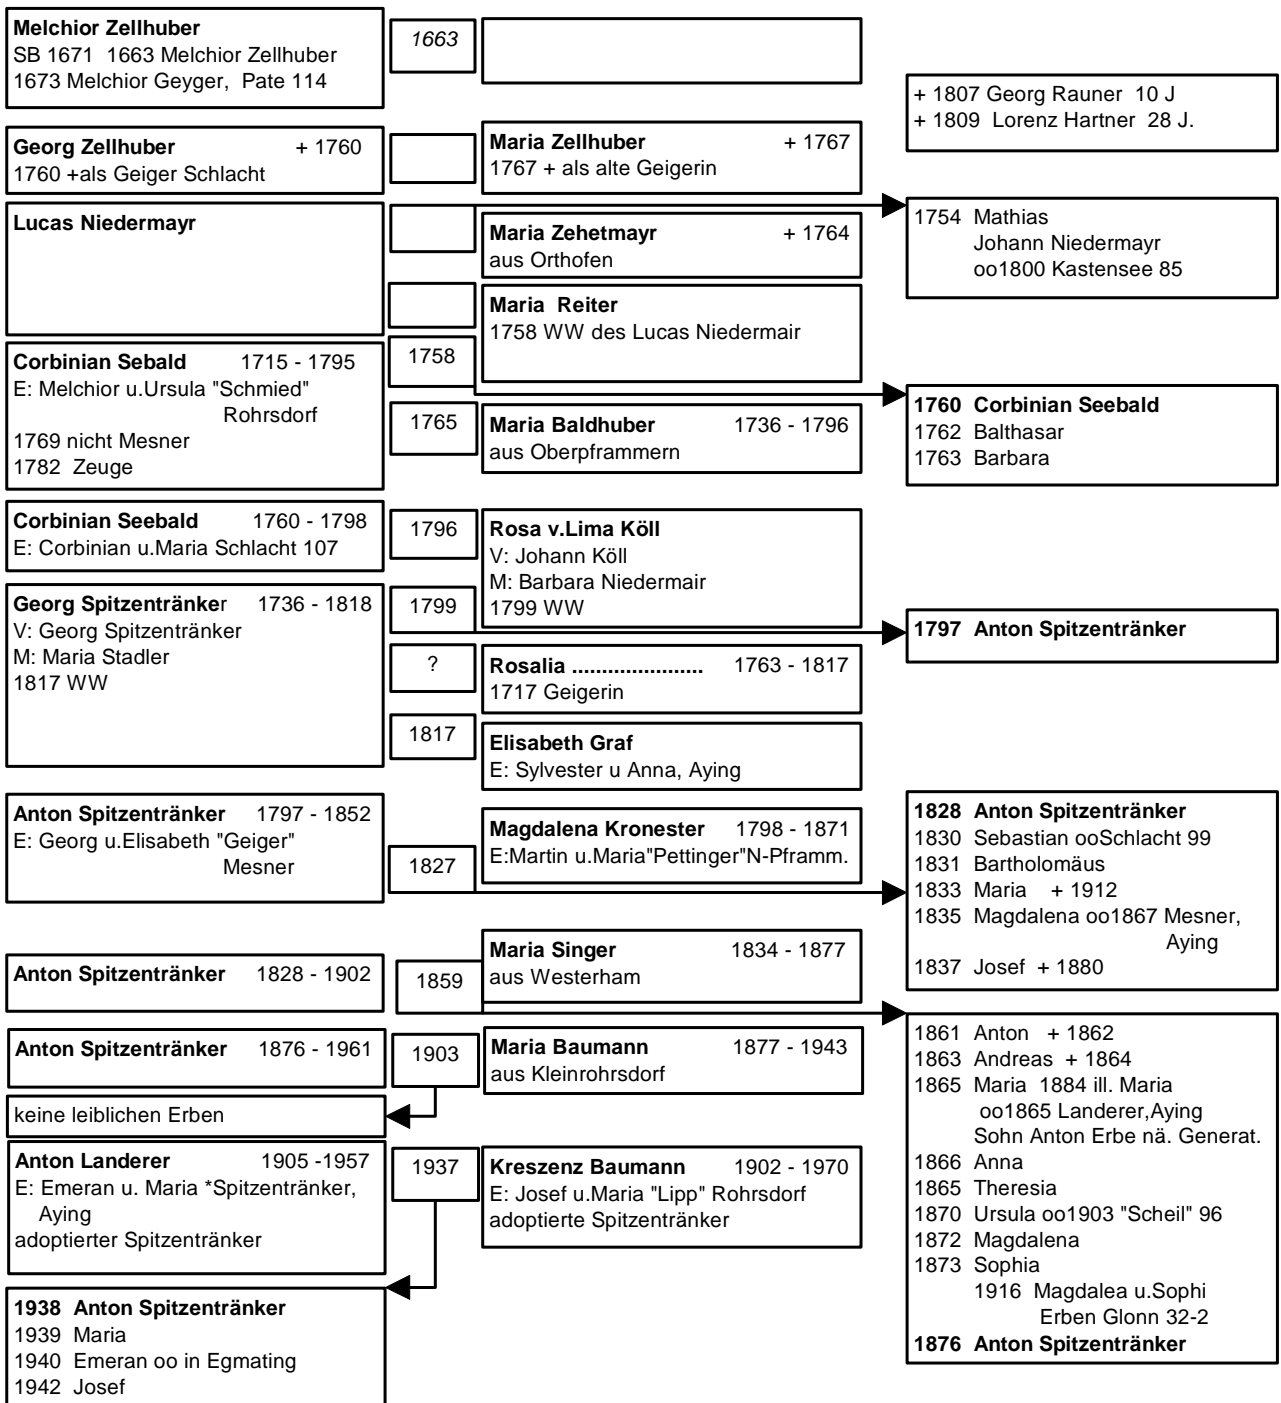 Melchior Zellhuber
SB 1671  1663 Melchior Zellhuber
1673 Melchior Geyger,  Pate 114
1663
+ 1807 Georg Rauner  10 J
+ 1809  Lorenz Hartner  28 J.
Georg Zellhuber + 1760
1760 +als Geiger Schlacht
Maria Zellhuber + 1767
1767 + als alte Geigerin
Lucas Niedermayr
Maria Zehetmayr + 1764
aus Orthofen
1754  Mathias
Johann Niedermayr
oo1800 Kastensee 85
Maria  Reiter
1758 WW des Lucas Niedermair
Corbinian Sebald 1715 - 1795
E: Melchior u.Ursula "Schmied"
Rohrsdorf
1769 nicht Mesner
1782  Zeuge
1758
1765
Maria Baldhuber 1736 - 1796
aus Oberpframmern
1760  Corbinian Seebald
1762  Balthasar
1763  Barbara
Corbinian Seebald 1760 - 1798
E: Corbinian u.Maria Schlacht 107
1796
Rosa v.Lima Köll
V: Johann Köll
M: Barbara Niedermair
1799 WW
Georg Spitzentränker 1736 - 1818
V: Georg Spitzentränker
M: Maria Stadler
1817 WW
1799
1797  Anton Spitzentränker
?
Rosalia ...................... 1763 - 1817
1717 Geigerin
1817
Elisabeth Graf
E: Sylvester u Anna, Aying
Anton Spitzentränker 1797 - 1852
E: Georg u.Elisabeth "Geiger"
Mesner
1827
Magdalena Kronester 1798 - 1871
E:Martin u.Maria"Pettinger"N-Pframm.
1828  Anton Spitzentränker
1830  Sebastian ooSchlacht 99
1831  Bartholomäus
1833  Maria   + 1912
1835  Magdalena oo1867 Mesner,
Aying
1837  Josef  + 1880
Anton Spitzentränker 1828 - 1902
1859
Maria Singer 1834 - 1877
aus Westerham
Anton Spitzentränker 1876 - 1961
1903
Maria Baumann 1877 - 1943
aus Kleinrohrsdorf
keine leiblichen Erben
1861  Anton   + 1862
1863  Andreas  + 1864
1865  Maria  1884 ill. Maria
oo1865 Landerer,Aying
Sohn Anton Erbe nä. Generat.
1866  Anna
1865  Theresia
1870  Ursula oo1903 "Scheil" 96
1872  Magdalena
1873  Sophia
1916  Magdalea u.Sophi
Erben Glonn 32-2
1876  Anton Spitzentränker
Anton Landerer 1905 -1957
E: Emeran u. Maria *Spitzentränker,
Aying
adoptierter Spitzentränker
1937
Kreszenz Baumann 1902 - 1970
E: Josef u.Maria "Lipp" Rohrsdorf
adoptierte Spitzentränker
1938  Anton Spitzentränker
1939  Maria
1940  Emeran oo in Egmating
1942  Josef